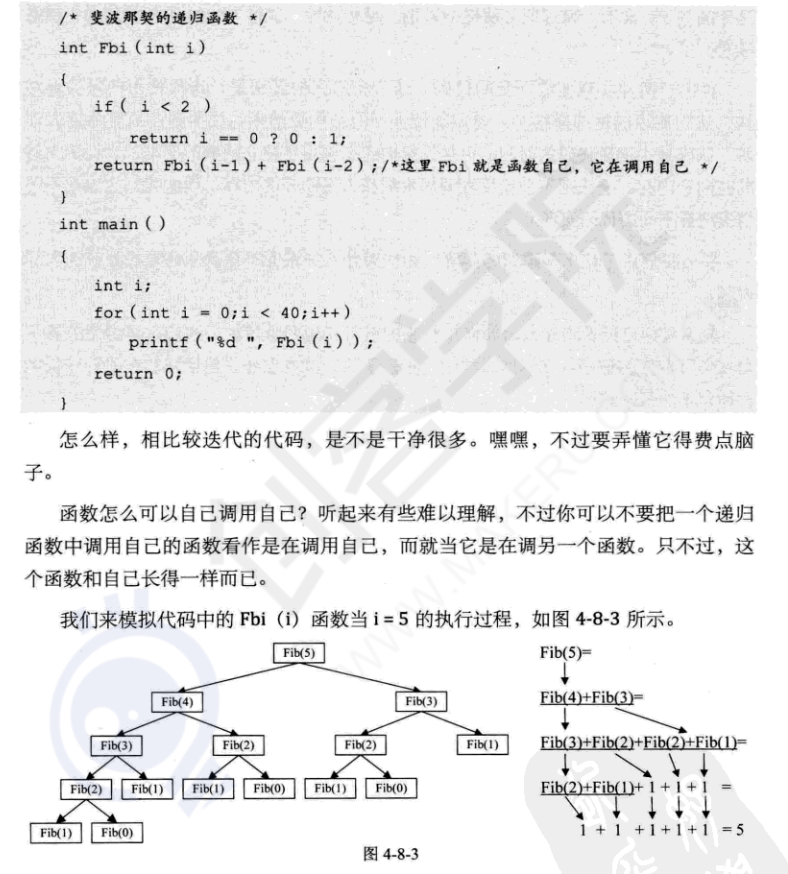 /* 斐波那契的递归函数 */
int Fbi(int i)
{
if( i < 2 )
return i == 0 ? 0 : 1;
return Fbi(i-1)+ Fbi(i-2);/*这里 Fbi 就是函数自己，它在调用自己 */
}
int main()
{
int i;
for(int i = 0;i < 40;i++)
printf("%d ", Fbi(i));
return 0;
}
怎么样，相比较迭代的代码，是不是干净很多。嘿嘿，不过要弄懂它得费点脑
子。
函数怎么可以自己调用自己？听起来有些难以理解，不过你可以不要把一个递归
函数中调用自己的函数看作是在调用自己，而就当它是在调另一个函数。只不过，这
个函数和自己长得一样而已。
我们来模拟代码中的 Fbi（i）函数当 i = 5 的执行过程，如图 4-8-3 所示。
Fib(5)
Fib(4) Fib(3)
Fib(3) Fib(2) Fib(2) Fib(1)
Fib(2) Fib(1) Fib(1) Fib(0) Fib(1) Fib(0)
Fib(1) Fib(0)
Fib(5)=
Fib(4)+Fib(3)=
Fib(3)+Fib(2)+Fib(2)+Fib(1)=
Fib(2)+Fib(1)+ 1 + 1 + 1 =
1 + 1 + 1 + 1 + 1 = 5
图 4-8-3
创客学院